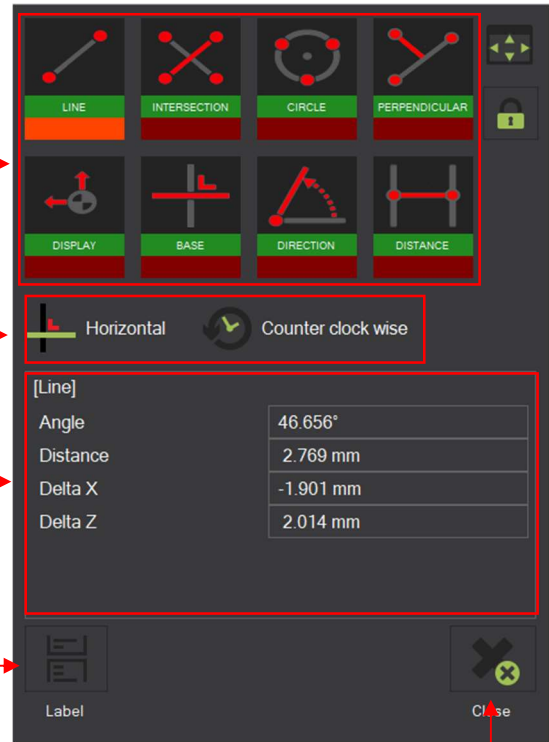 LINE INTERSECTION CIRCLE PERPENDICULAR
DISPLAY BASE DIRECTION DISTANCE
Horizontal Counter clock wise
[Line]
Angle 46.656°
Distance 2.769 mm
Delta X -1.901 mm
Delta Z 2.014 mm
Label Close